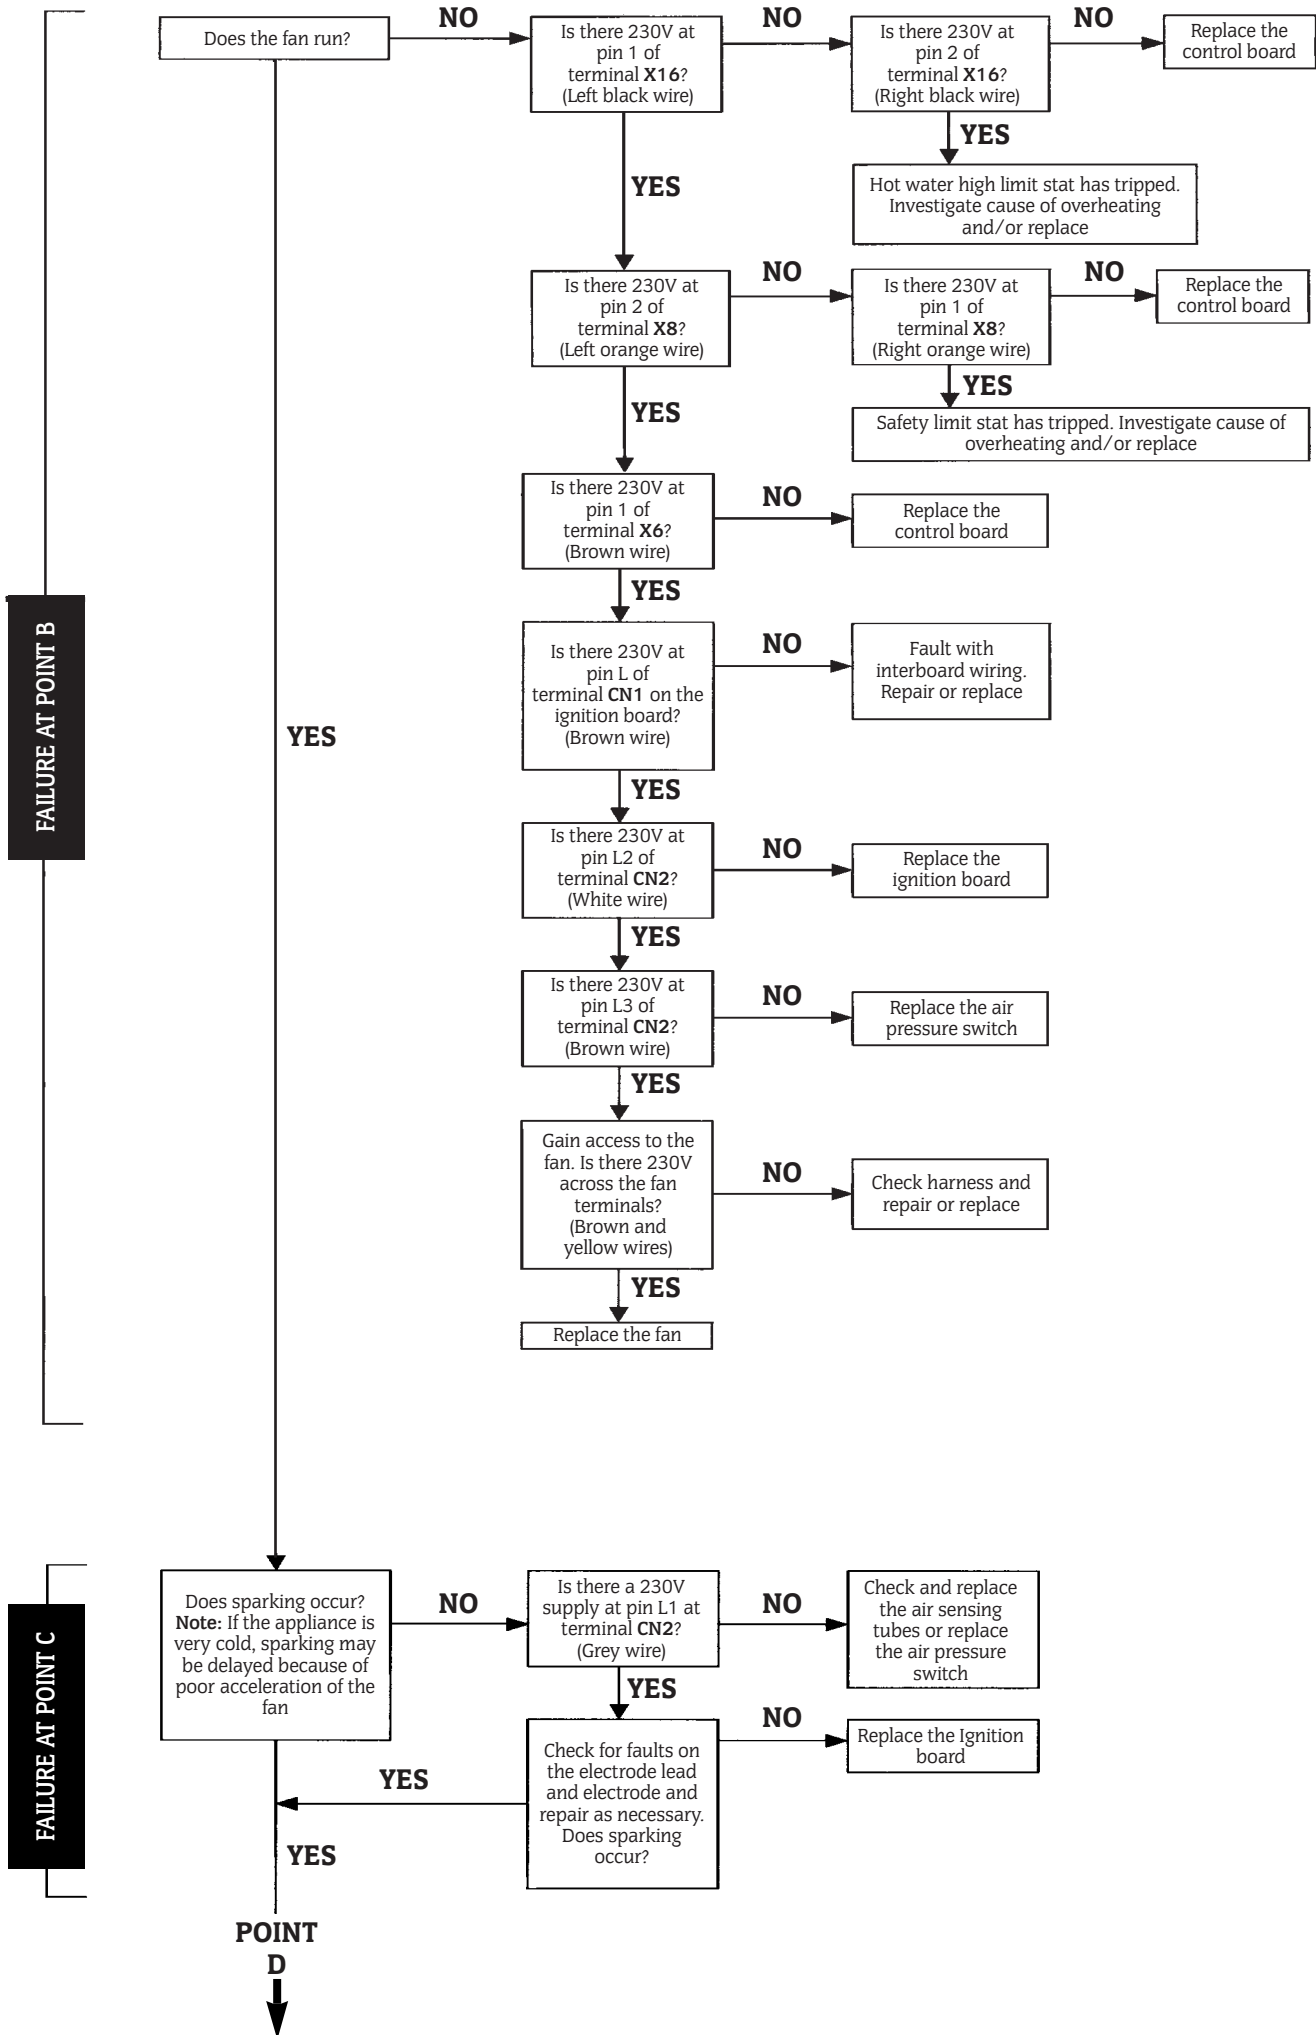 FAILURE AT POINT B
Does the fan run?
NO
Is there 230V at
pin 1 of
terminal X16?
(Left black wire)
NO
Is there 230V at
pin 2 of
terminal X16?
(Right black wire)
NO
Replace the
control board
YES
Hot water high limit stat has tripped.
Investigate cause of overheating
and/or replace
YES
Is there 230V at
pin 2 of
terminal X8?
(Left orange wire)
NO
Is there 230V at
pin 1 of
terminal X8?
(Right orange wire)
NO
Replace the
control board
YES
Safety limit stat has tripped. Investigate cause of
overheating and/or replace
YES
Is there 230V at
pin 1 of
terminal X6?
(Brown wire)
NO
Replace the
control board
YES
Is there 230V at
pin L of
terminal CN1 on the
ignition board?
(Brown wire)
NO
Fault with
interboard wiring.
Repair or replace
YES
Is there 230V at
pin L2 of
terminal CN2?
(White wire)
NO
Replace the
ignition board
YES
Is there 230V at
pin L3 of
terminal CN2?
(Brown wire)
NO
Replace the air
pressure switch
YES
Gain access to the
fan. Is there 230V
across the fan
terminals?
(Brown and
yellow wires)
NO
Check harness and
repair or replace
YES
Replace the fan
YES
FAILURE AT POINT C
Does sparking occur?
Note: If the appliance is
very cold, sparking may
be delayed because of
poor acceleration of the
fan
NO
Is there a 230V
supply at pin L1 at
terminal CN2?
(Grey wire)
NO
Check and replace
the air sensing
tubes or replace
the air pressure
switch
YES
Check for faults on
the electrode lead
and electrode and
repair as necessary.
Does sparking
occur?
NO
Replace the Ignition
board
YES
YES
POINT
D